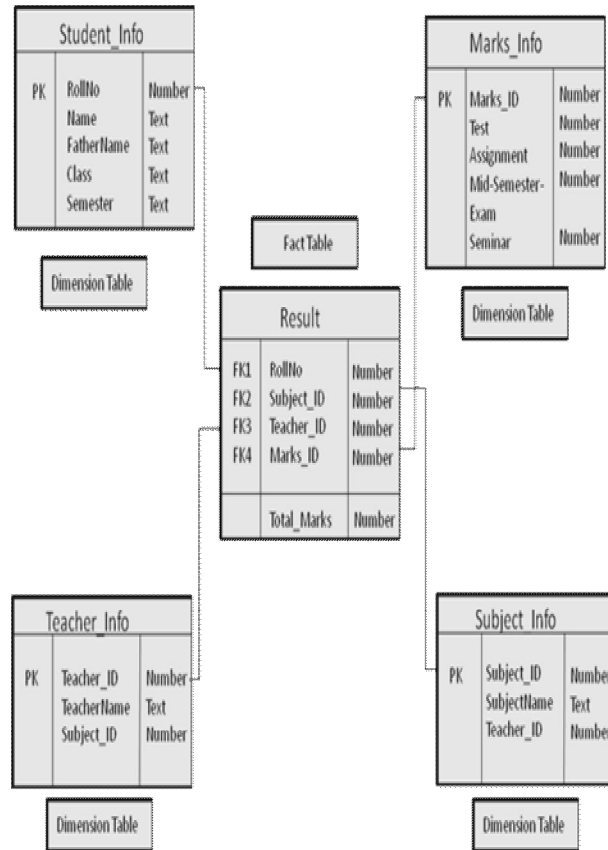 Student_Info
PK RollNo Number
Name Text
FatherName Text
Class Text
Semester Text
Dimension Table
Marks_Info
PK Marks_ID Number
Test Number
Assignment Number
Mid-Semester- Number
Exam
Seminar Number
Dimension Table
Fact Table
Result
FK1 RollNo Number
FK2 Subject_ID Number
FK3 Teacher_ID Number
FK4 Marks_ID Number
Total_Marks Number
Teacher_Info
PK Teacher_ID Number
TeacherName Text
Subject_ID Number
Dimension Table
Subject_Info
PK Subject_ID Number
SubjectName Text
Teacher_ID Number
Dimension Table